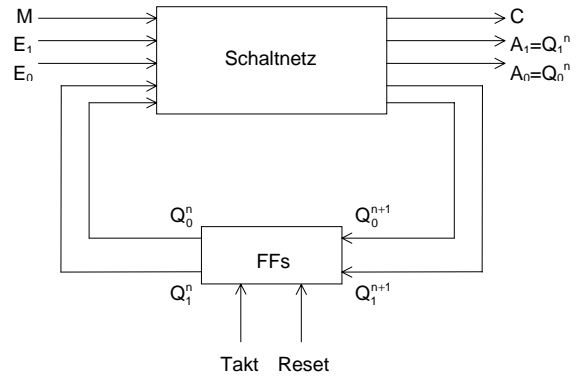 M
C
E₁
Schaltnetz
A₁=Q₁ⁿ
E₀
A₀=Q₀ⁿ
Q₀ⁿ
Q₀ⁿ⁺¹
FFs
Q₁ⁿ
Q₁ⁿ⁺¹
Takt Reset